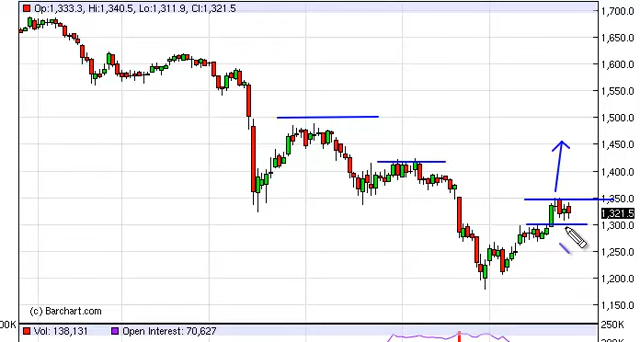 Op:1,333.3, Hi:1,340.5, Lo:1,311.9, Cl:1,321.5
1,700.0
1,650.0
1,600.0
1,550.0
1,500.0
1,450.0
1,400.0
1,350.0
1,321.5
1,300.0
1,250.0
1,200.0
1,150.0
(c) Barchart.com
00K
Vol: 138,131
Open Interest: 70,627
250K